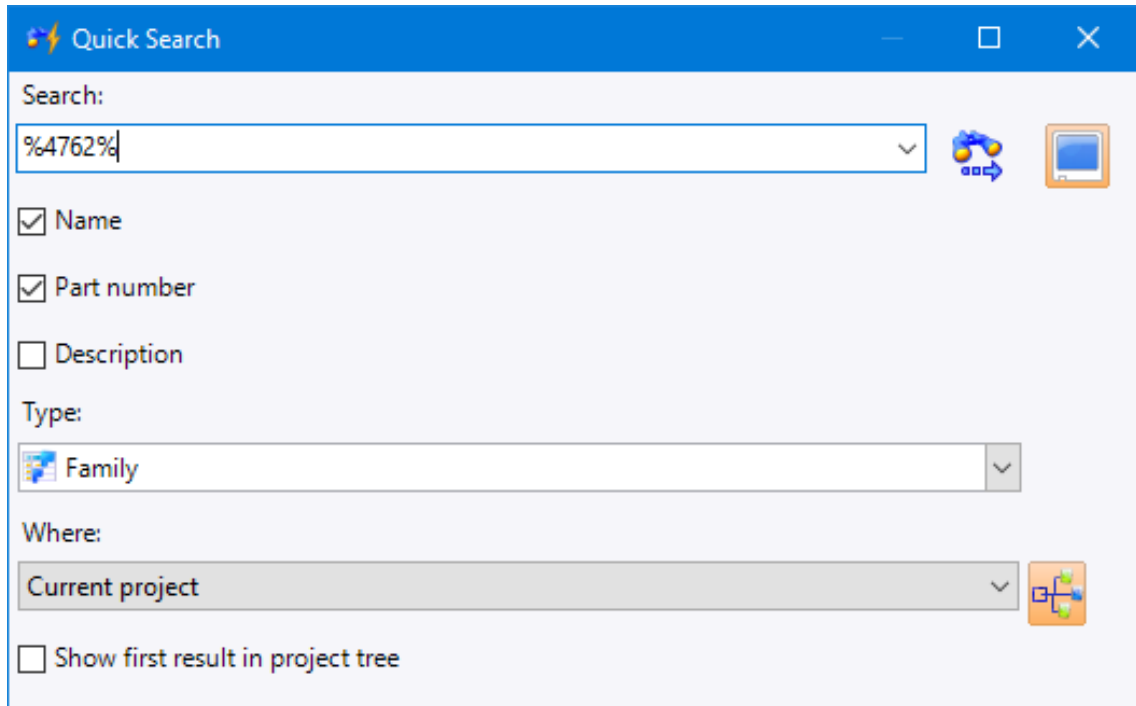 Quick Search
Search:
%4762%
Name
Part number
Description
Type:
Family
Where:
Current project
Show first result in project tree